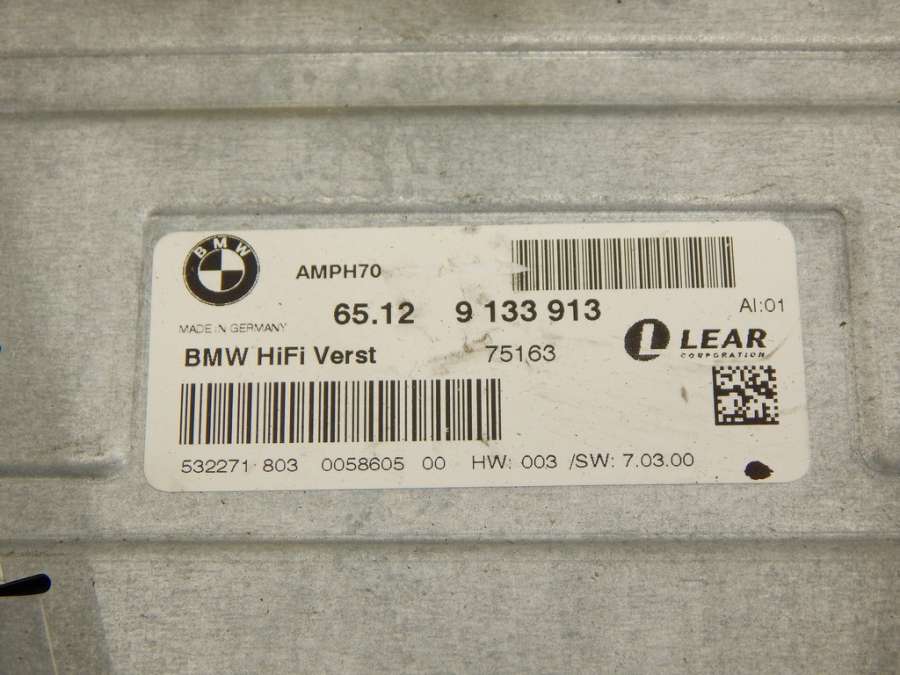 BMW
AMPH70
65.12 9 133 913
AI:01
MADE IN GERMANY
BMW HiFi Verst 75163
LEAR
CORPORATION
532271 803 0058605 00 HW: 003 /SW: 7.03.00